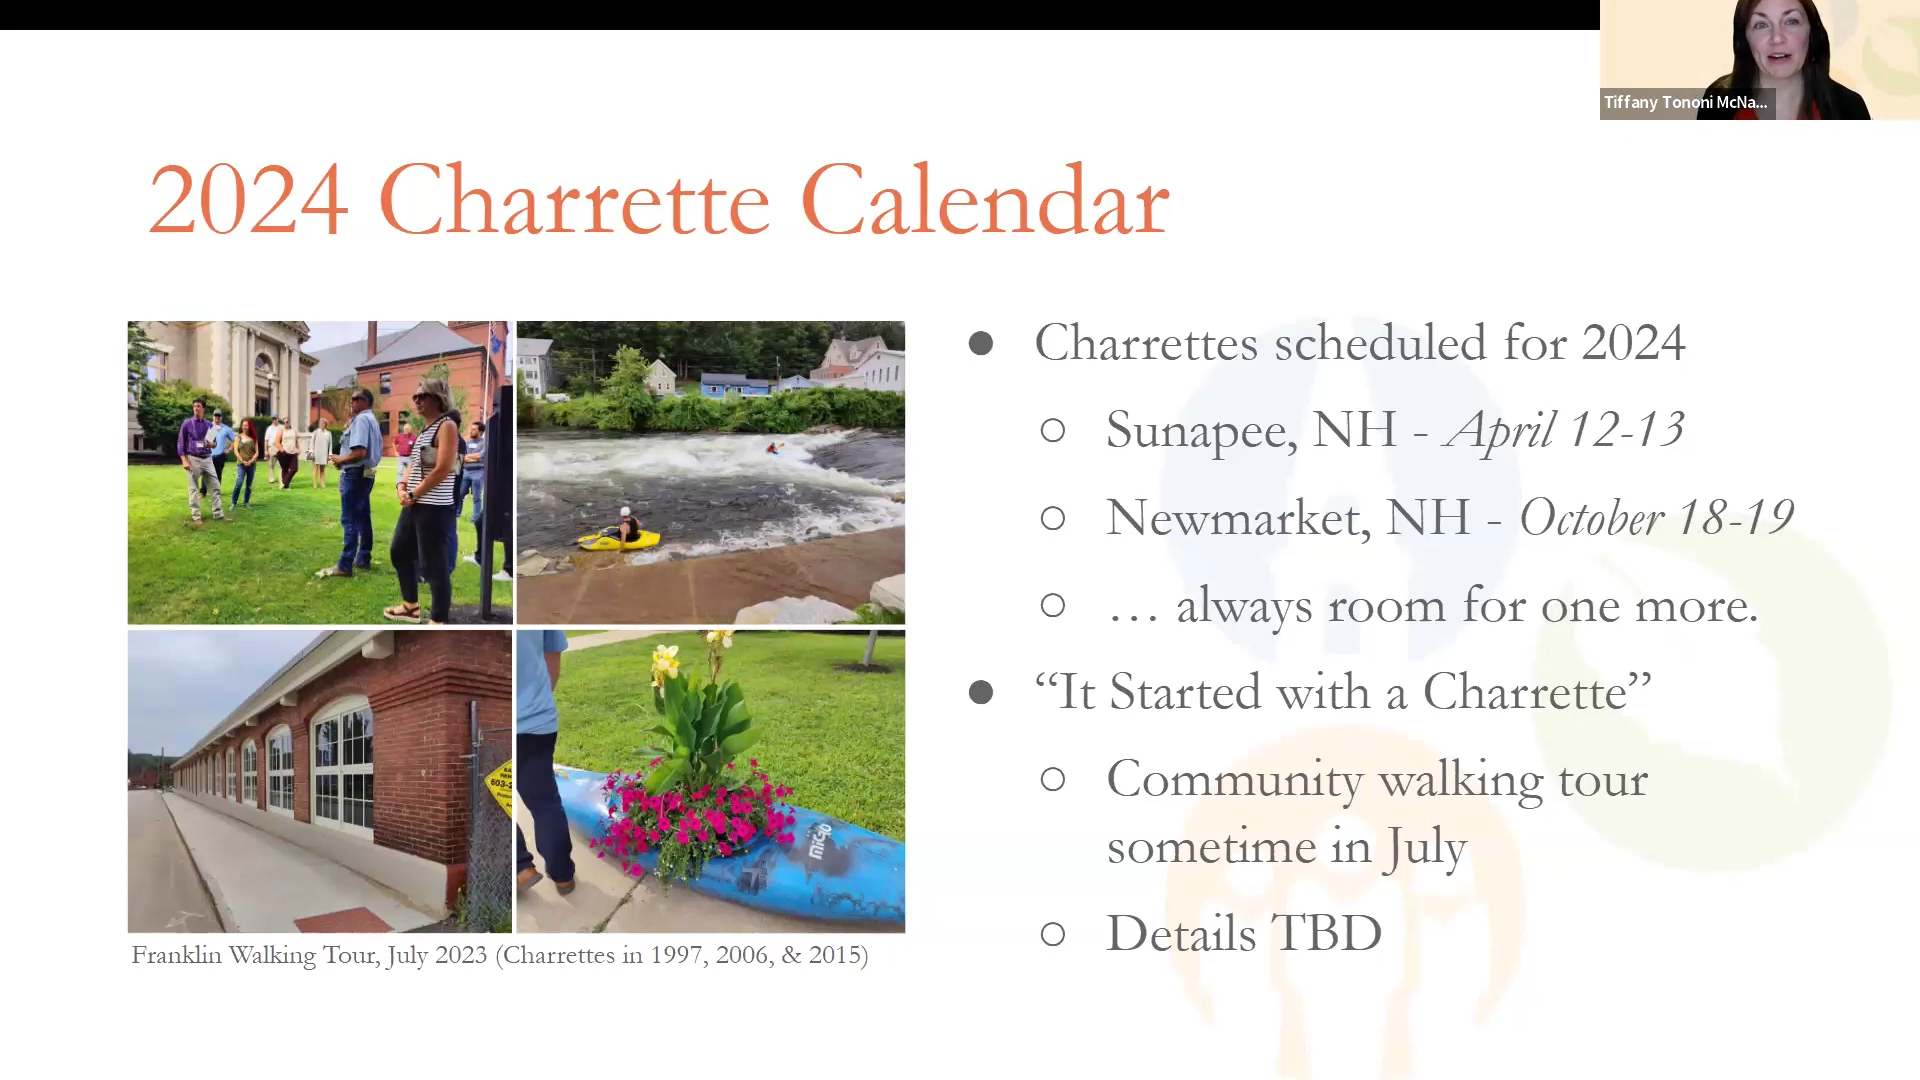 Tiffany Tononi McNa...
2024 Charrette Calendar
● Charrettes scheduled for 2024
○ Sunapee, NH - April 12-13
○ Newmarket, NH - October 18-19
○ … always room for one more.
● “It Started with a Charrette”
○ Community walking tour
sometime in July
○ Details TBD
603-2
Franklin Walking Tour, July 2023 (Charrettes in 1997, 2006, & 2015)